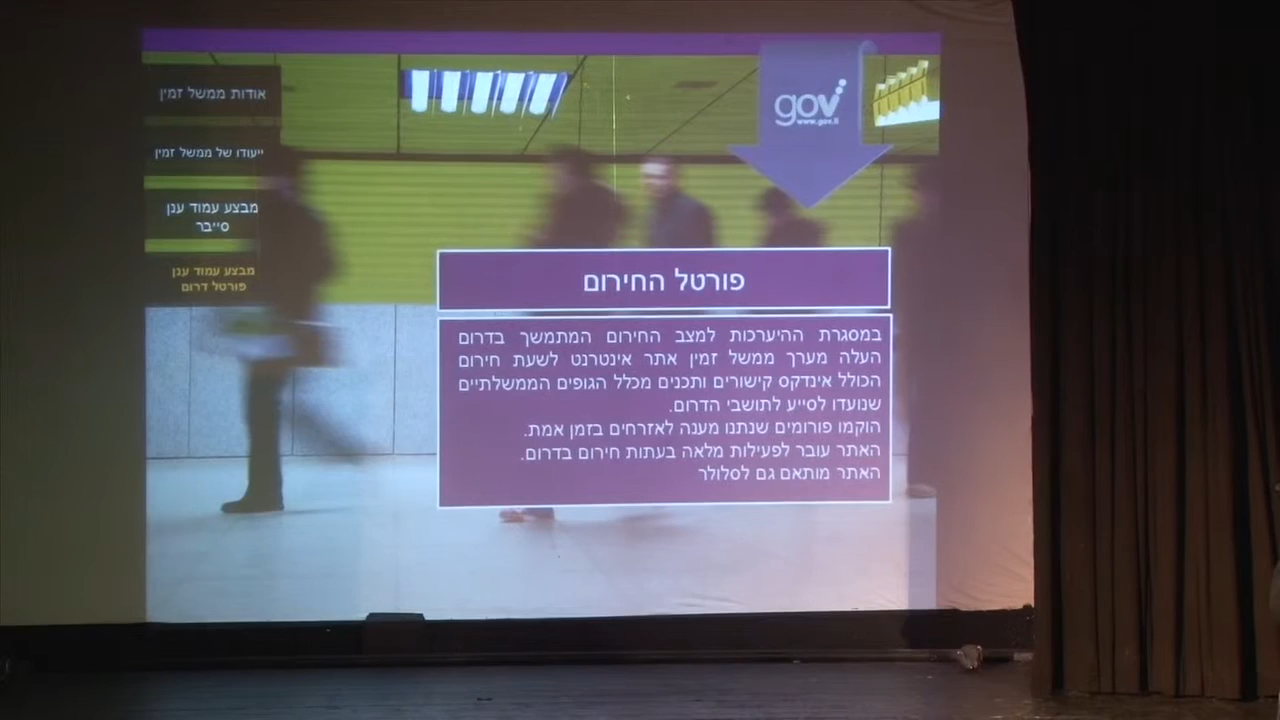 אודות ממשל זמין
ייעודו של ממשל זמין
מבצע עמוד ענן
סייבר
מבצע עמוד ענן
פורטל דרום
gov
www.gov.il
פורטל החירום
במסגרת ההיערכות למצב החירום המתמשך בדרום
העלה מערך ממשל זמין אתר אינטרנט לשעת חירום
הכולל אינדקס קישורים ותכנים מכלל הגופים הממשלתיים
שנועדו לסייע לתושבי הדרום.
הוקמו פורומים שנתנו מענה לאזרחים בזמן אמת.
האתר עובר לפעילות מלאה בעתות חירום בדרום.
האתר מותאם גם לסלולר